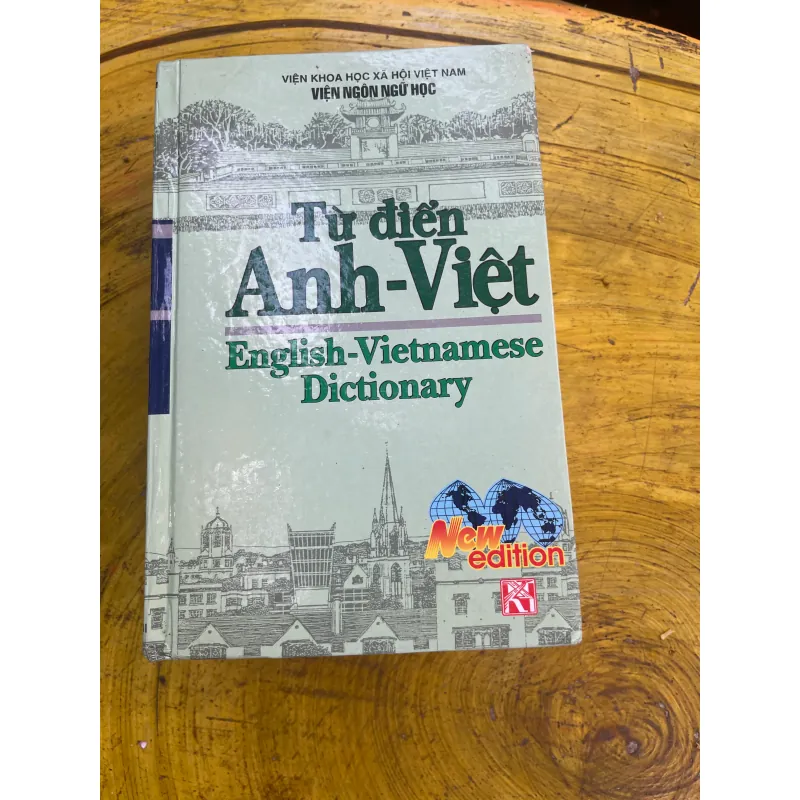 VIỆN KHOA HỌC XÃ HỘI VIỆT NAM
VIỆN NGÔN NGỮ HỌC
Từ điển
Anh-Việt
English-Vietnamese
Dictionary
New
edition